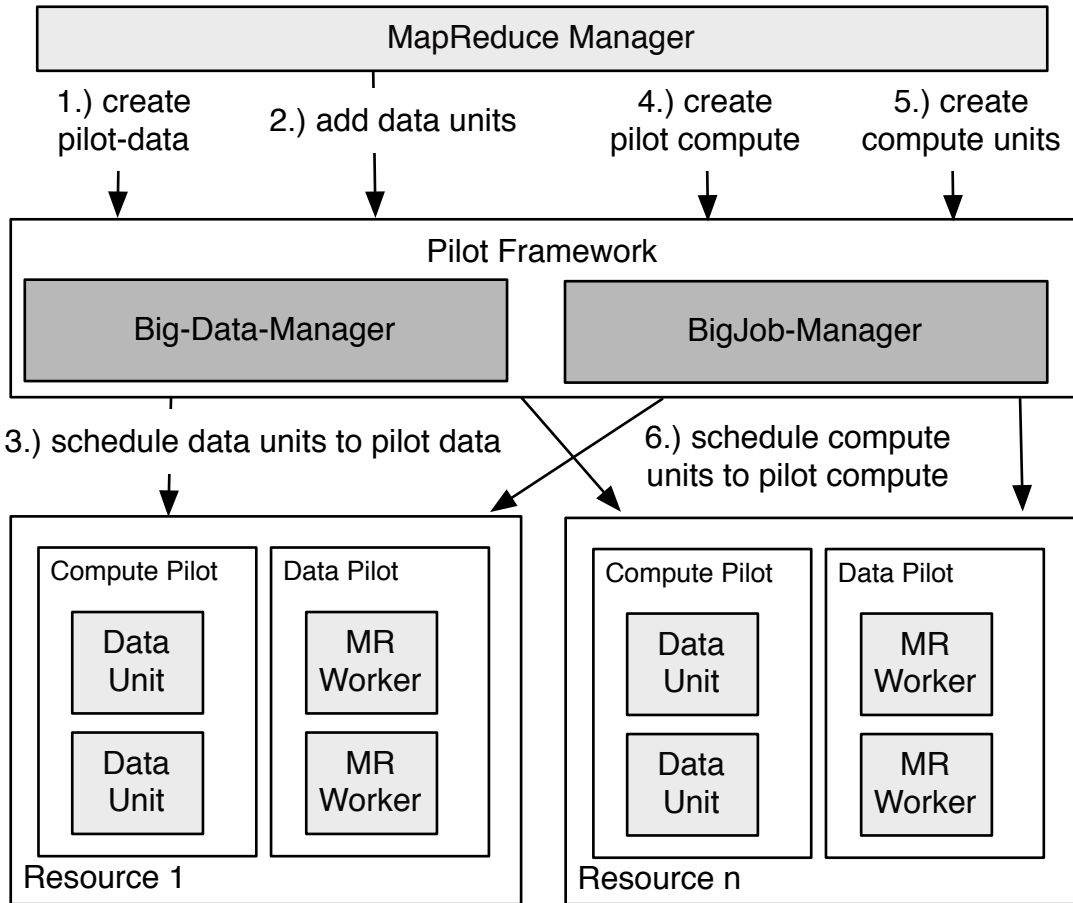 MapReduce Manager
1.) create
pilot-data
2.) add data units
4.) create
pilot compute
5.) create
compute units
Pilot Framework
Big-Data-Manager
BigJob-Manager
3.) schedule data units to pilot data
6.) schedule compute
units to pilot compute
Compute Pilot
Data
Unit
Data
Unit
Data Pilot
MR
Worker
MR
Worker
Resource 1
Compute Pilot
Data
Unit
Data
Unit
Data Pilot
MR
Worker
MR
Worker
Resource n